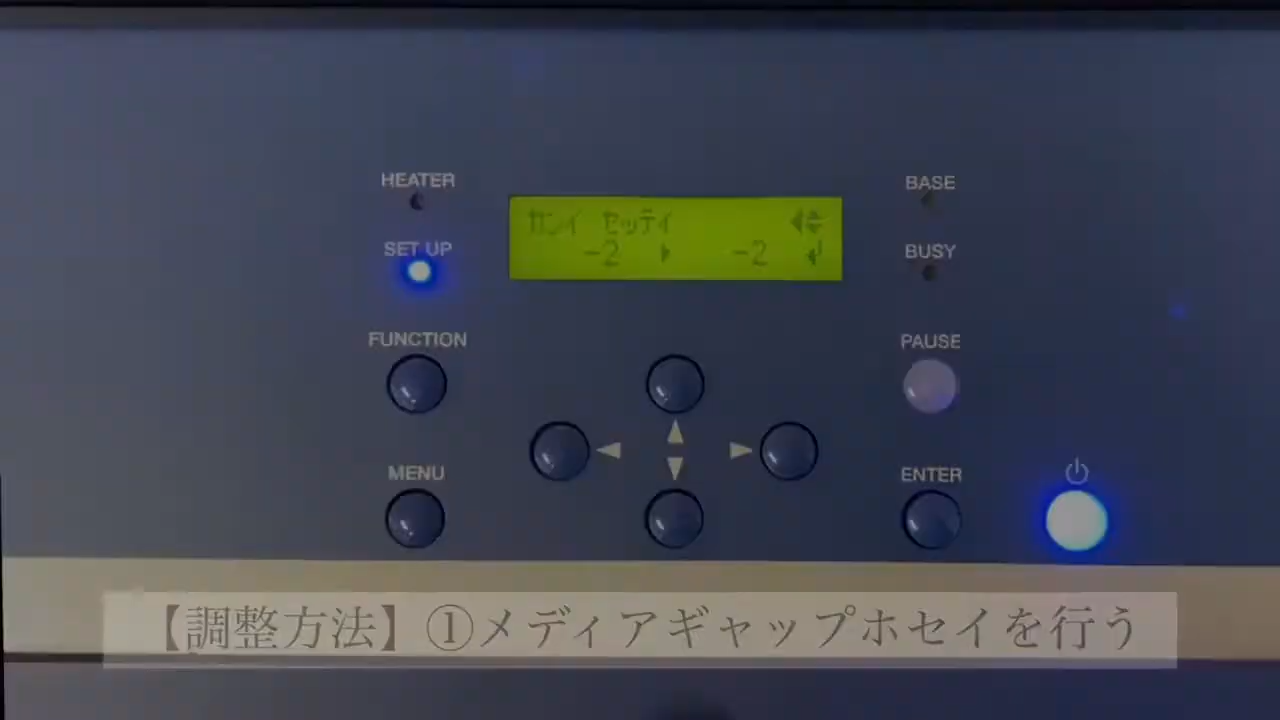 HEATER
BASE
カンイ セッテイ
-2 -2
SET UP
BUSY
FUNCTION
PAUSE
MENU
ENTER
【調整方法】①メディアギャップホセイを行う